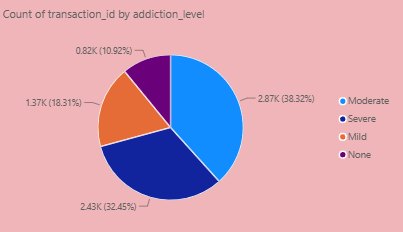 Count of transaction_id by addiction_level
0.82K (10.92%)
2.87K (38.32%)
1.37K (18.31%)
2.43K (32.45%)
Moderate
Severe
Mild
None